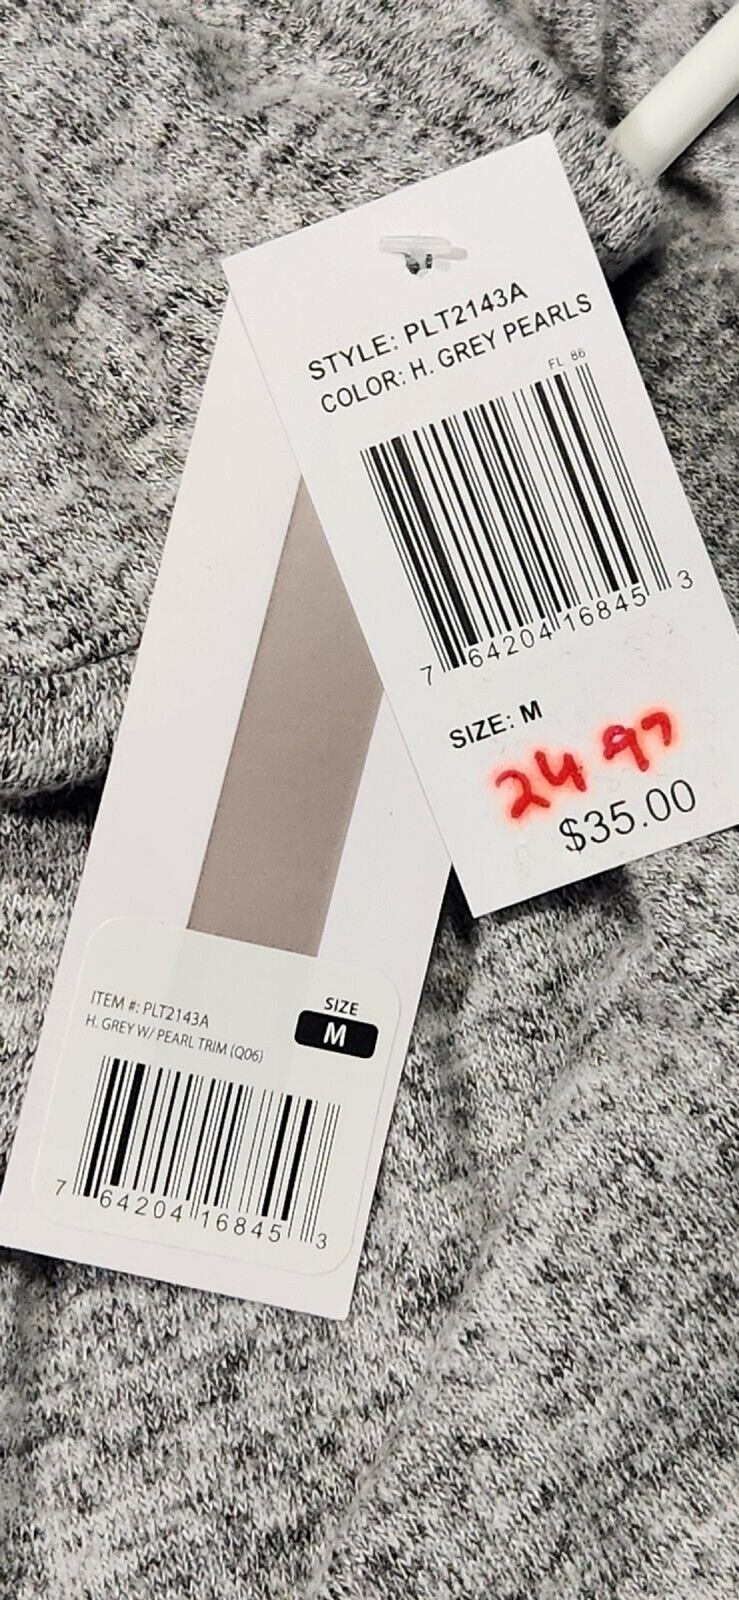 STYLE: PLT2143A
COLOR: H. GREY PEARLS
FL 86
7 64204 16845 3
SIZE: M
24 97
$35.00
ITEM #: PLT2143A
H. GREY W/ PEARL TRIM (Q06)
SIZE
M
7 64204 16845 3